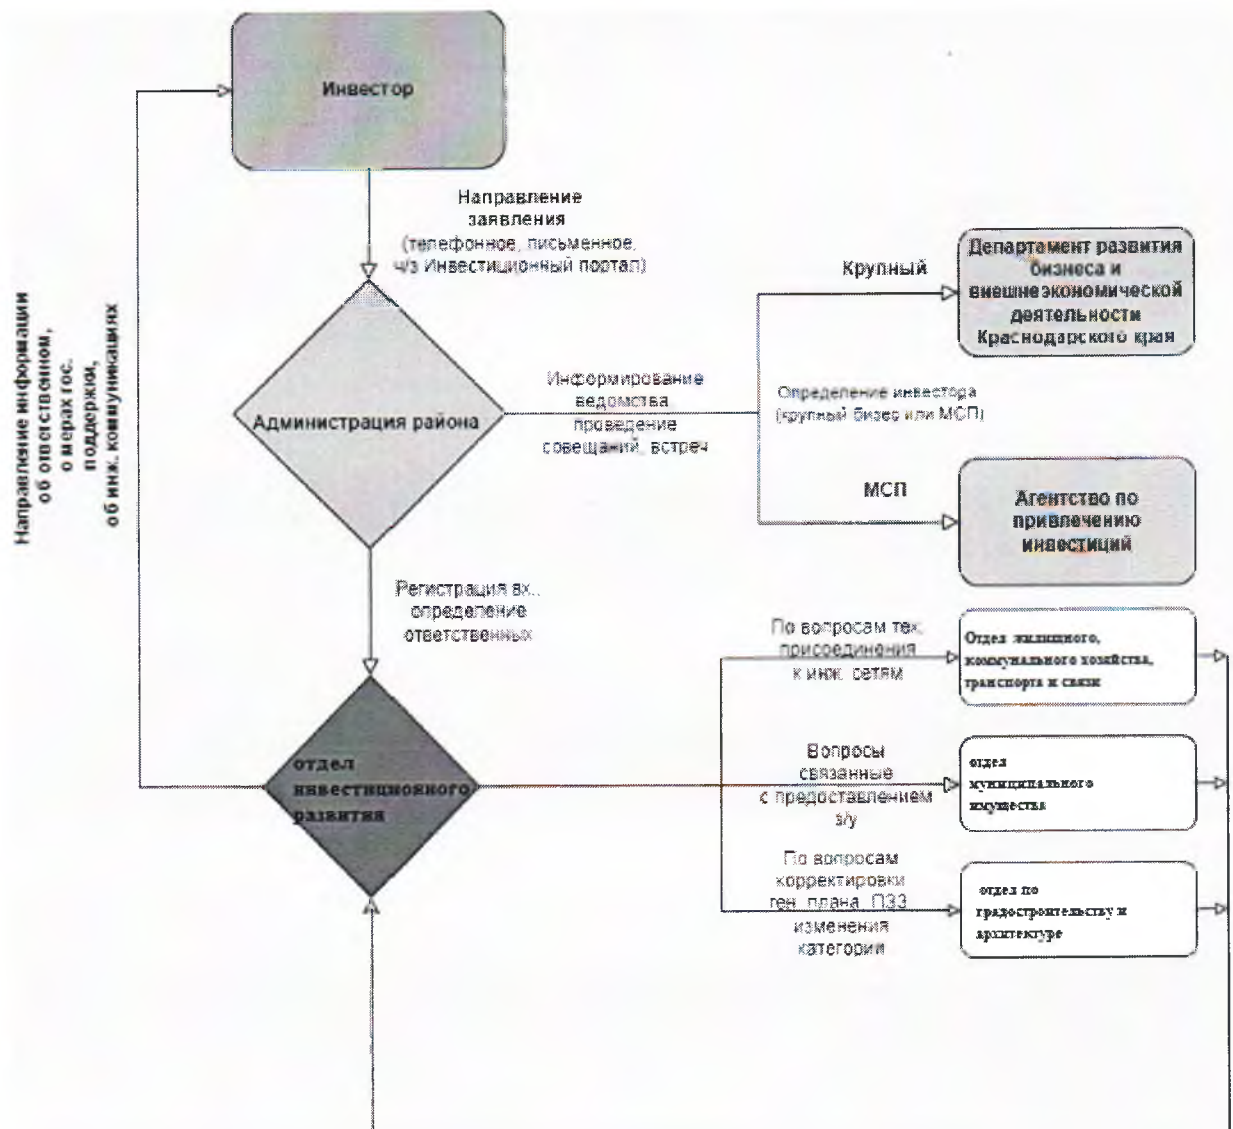 Инвестор
Направление
заявления
(телефонное, письменное,
ч/з Инвестиционный портал)
Направление информации
об ответственном,
о мерах гос.
поддержки,
об инж. коммуникациях
Администрация района
Информирование
ведомства,
проведение
совещаний, встреч
Определение инвестора
(крупный бизес или МСП)
Крупный
Департамент развития
бизнеса и
внешнеэкономической
деятельности
Краснодарского края
МСП
Агентство по
привлечению
инвестиций
Регистрация вх.,
определение
ответственных
отдел
инвестиционного
развития
По вопросам тех.
присоединения
к инж. сетям
Отдел жилищного,
коммунального хозяйства,
транспорта и связи
Вопросы
связанные
с предоставлением
з/у
отдел
муниципального
имущества
По вопросам
корректировки
ген. плана, ПЗЗ,
изменения
категории
отдел по
градостроительству и
архитектуре